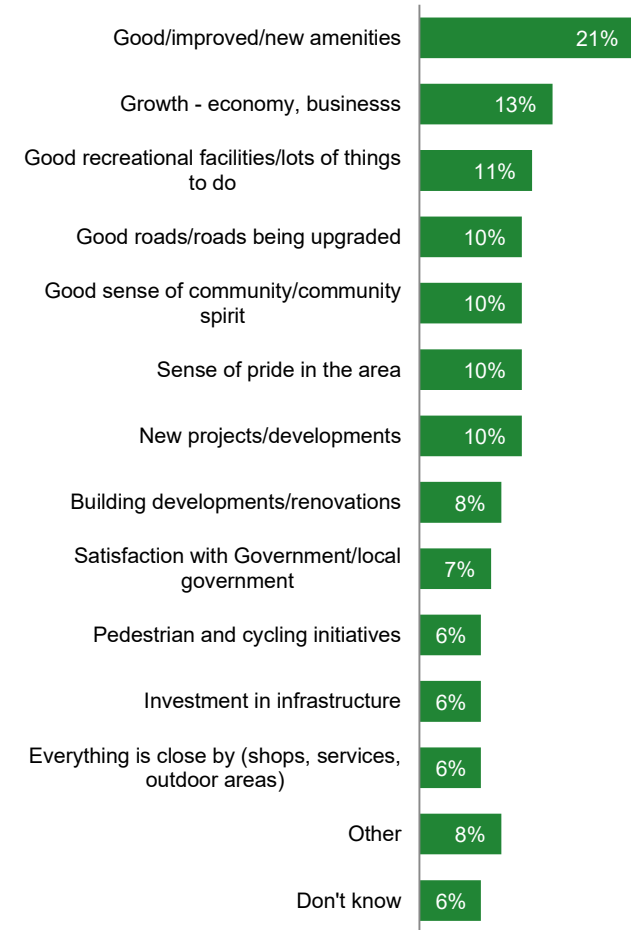 Good/improved/new amenities 21%
Growth - economy, businesss 13%
Good recreational facilities/lots of things
to do 11%
Good roads/roads being upgraded 10%
Good sense of community/community
spirit 10%
Sense of pride in the area 10%
New projects/developments 10%
Building developments/renovations 8%
Satisfaction with Government/local
government 7%
Pedestrian and cycling initiatives 6%
Investment in infrastructure 6%
Everything is close by (shops, services,
outdoor areas) 6%
Other 8%
Don't know 6%